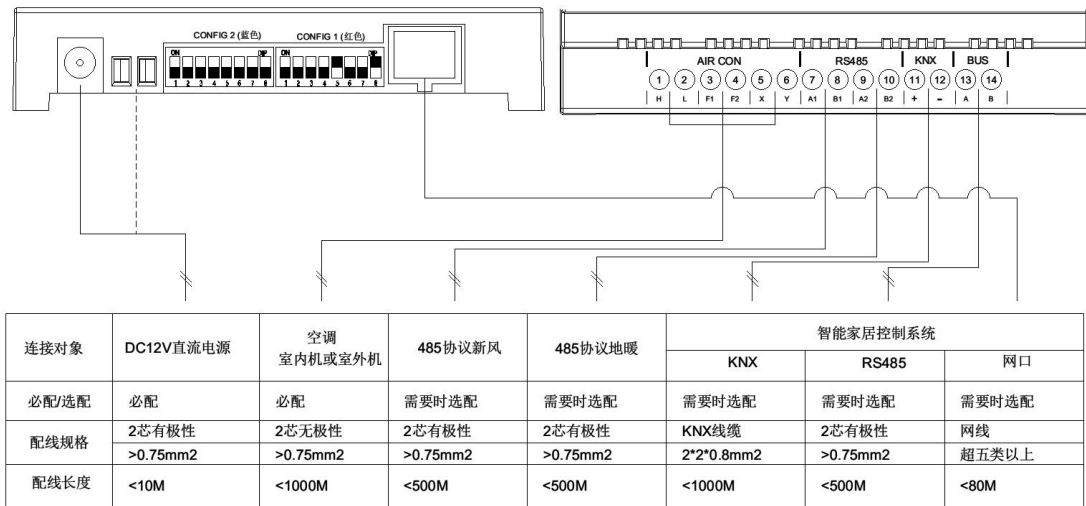 CONFIG 2 (蓝色) CONFIG 1 (红色)
ON DIP ON DIP
1 2 3 4 5 6 7 8 1 2 3 4 5 6 7 8
AIR CON RS485 KNX BUS
1 2 3 4 5 6 7 8 9 10 11 12 13 14
H L F1 F2 X Y A1 B1 A2 B2 + - A B
连接对象 DC12V直流电源 空调 室内机或室外机 485协议新风 485协议地暖 智能家居控制系统
KNX RS485 网口
必配/选配 必配 必配 需要时选配 需要时选配 需要时选配 需要时选配 需要时选配
配线规格 2芯有极性 2芯无极性 2芯有极性 2芯有极性 KNX线缆 2芯有极性 网线
>0.75mm2 >0.75mm2 >0.75mm2 >0.75mm2 2*2*0.8mm2 >0.75mm2 超五类以上
配线长度 <10M <1000M <500M <500M <1000M <500M <80M